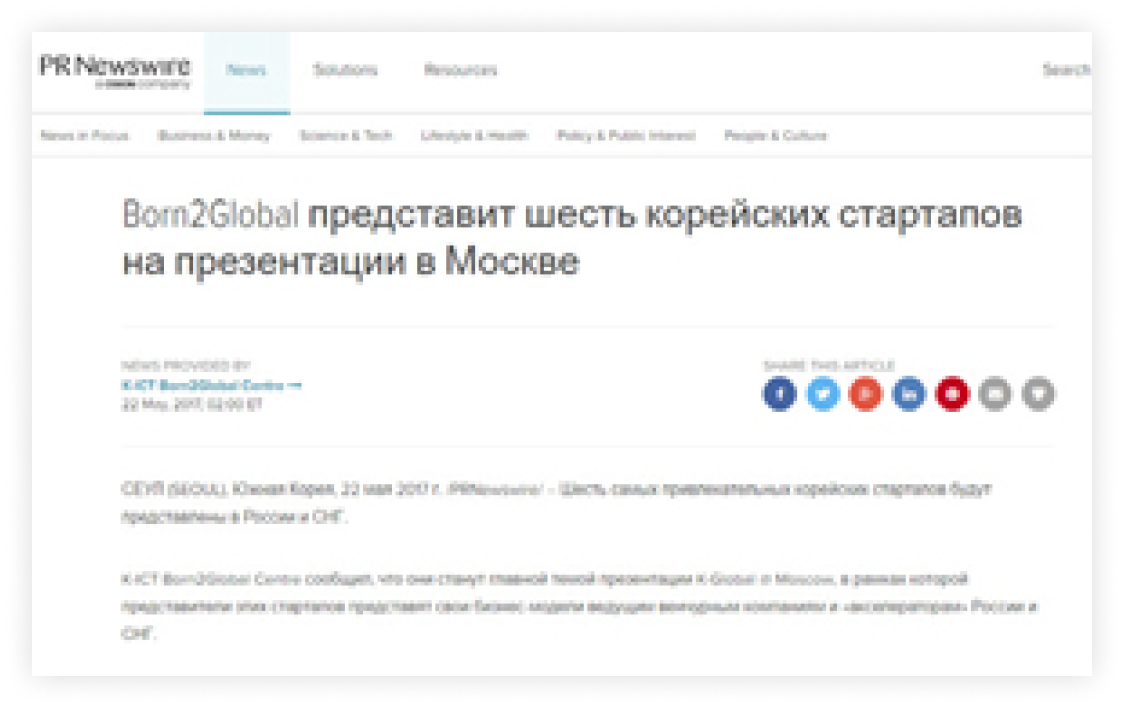 PR Newswire
a CISION company
News
Solutions
Resources
Search
News in Focus
Business & Money
Science & Tech
Lifestyle & Health
Policy & Public Interest
People & Culture
Born2Global представит шесть корейских стартапов
на презентации в Москве
NEWS PROVIDED BY
K-ICT Born2Global Centre →
22 May, 2017, 02:00 ET
SHARE THIS ARTICLE
СЕУЛ (SEOUL), Южная Корея, 22 мая 2017 г. /PRNewswire/ -- Шесть самых привлекательных корейских стартапов будут
представлены в России и СНГ.
K-ICT Born2Global Centre сообщил, что они станут главной темой презентации K-Global @ Moscow, в рамках которой
представители этих стартапов представят свои бизнес-модели ведущим венчурным компаниям и «акселераторам» России и
СНГ.